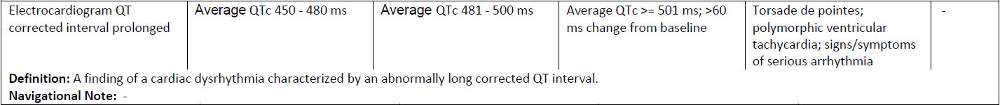 Electrocardiogram QT
corrected interval prolonged
Average QTc 450 - 480 ms
Average QTc 481 - 500 ms
Average QTc >= 501 ms; >60
ms change from baseline
Torsade de pointes;
polymorphic ventricular
tachycardia; signs/symptoms
of serious arrhythmia
-
Definition: A finding of a cardiac dysrhythmia characterized by an abnormally long corrected QT interval.
Navigational Note: -